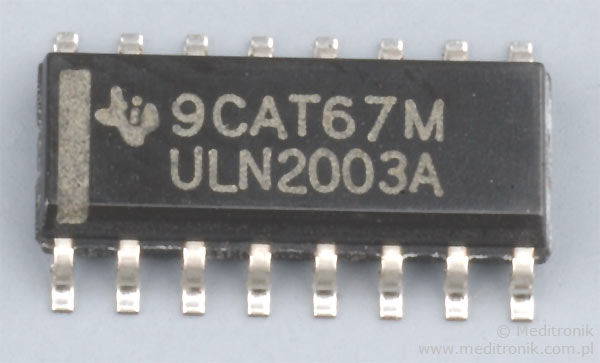 9CAT67M
ULN2003A
© Meditronik
www.meditronik.com.pl